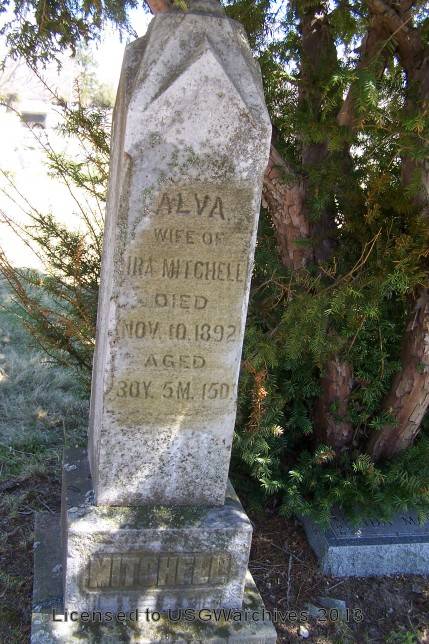 ALVA
WIFE OF
IRA MITCHELL
DIED
NOV. 10. 1892
AGED
30Y. 5M. 15D.
MITCHELL
Licensed to USGWarchives 2013